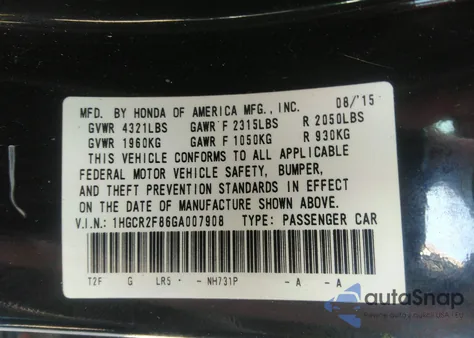 MFD. BY HONDA OF AMERICA MFG., INC. 08/'15
GVWR 4321LBS GAWR F 2315LBS R 2050LBS
GVWR 1960KG GAWR F 1050KG R 930KG
THIS VEHICLE CONFORMS TO ALL APPLICABLE
FEDERAL MOTOR VEHICLE SAFETY, BUMPER,
AND THEFT PREVENTION STANDARDS IN EFFECT
ON THE DATE OF MANUFACTURE SHOWN ABOVE.
V.I.N.: 1HGCR2F86GA007908 TYPE: PASSENGER CAR
T2F G LR5 - NH731P -A -A
autaSnap